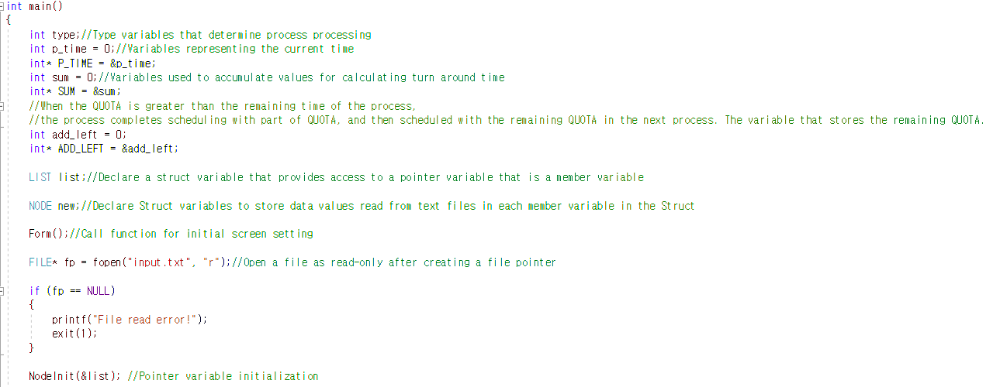 int main()
{
int type;//Type variables that determine process processing
int p_time = 0;//Variables representing the current time
int* P_TIME = &p_time;
int sum = 0;//Variables used to accumulate values for calculating turn around time
int* SUM = &sum;
//When the QUOTA is greater than the remaining time of the process,
//the process completes scheduling with part of QUOTA, and then scheduled with the remaining QUOTA in the next process. The variable that stores the remaining QUOTA.
int add_left = 0;
int* ADD_LEFT = &add_left;
LIST list;//Declare a struct variable that provides access to a pointer variable that is a member variable
NODE new;//Declare Struct variables to store data values read from text files in each member variable in the Struct
Form();//Call function for initial screen setting
FILE* fp = fopen("input.txt", "r");//Open a file as read-only after creating a file pointer
if (fp == NULL)
{
printf("File read error!");
exit(1);
}
NodeInit(&list); //Pointer variable initialization